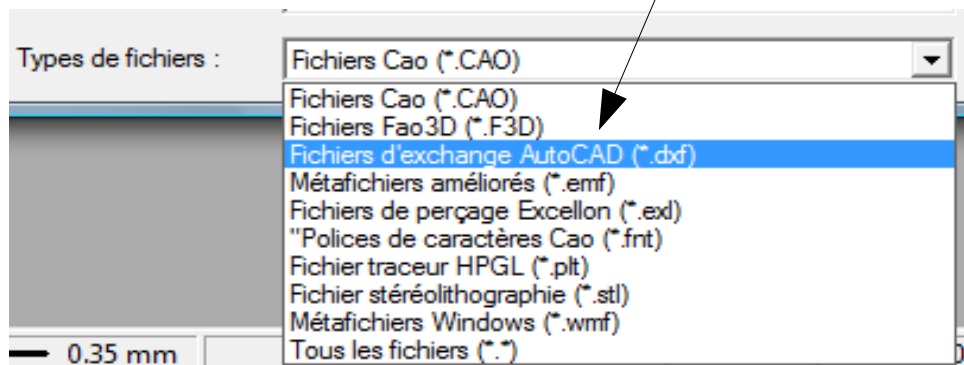 Types de fichiers : Fichiers Cao (*.CAO)
Fichiers Cao (*.CAO)
Fichiers Fao3D (*.F3D)
Fichiers d'exchange AutoCAD (*.dxf)
Métafichiers améliorés (*.emf)
Fichiers de perçage Excellon (*.exl)
"Polices de caractères Cao (*.fnt)
Fichier traceur HPGL (*.plt)
Fichier stéréolithographie (*.stl)
Métafichiers Windows (*.wmf)
Tous les fichiers (*.*)
0.35 mm